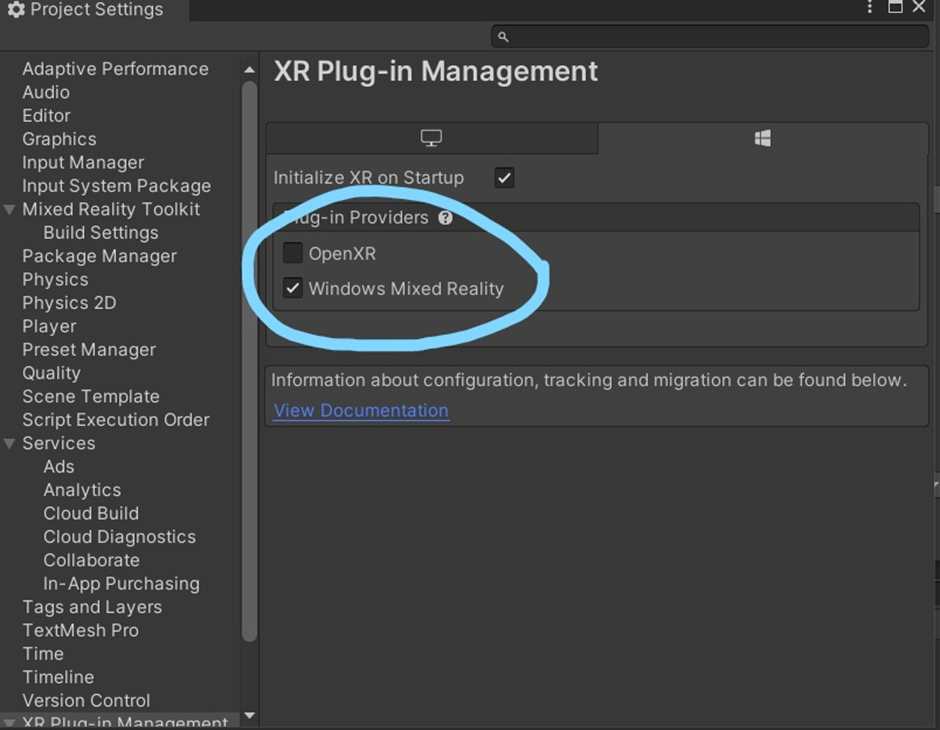 Project Settings
Adaptive Performance
Audio
Editor
Graphics
Input Manager
Input System Package
Mixed Reality Toolkit
Build Settings
Package Manager
Physics
Physics 2D
Player
Preset Manager
Quality
Scene Template
Script Execution Order
Services
Ads
Analytics
Cloud Build
Cloud Diagnostics
Collaborate
In-App Purchasing
Tags and Layers
TextMesh Pro
Time
Timeline
Version Control
XR Plug-in Management
XR Plug-in Management
Initialize XR on Startup
Plug-in Providers ?
OpenXR
Windows Mixed Reality
Information about configuration, tracking and migration can be found below.
View Documentation